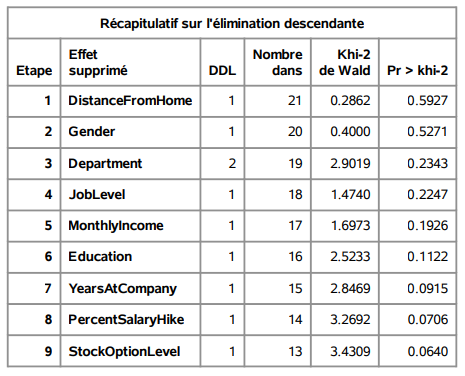 Récapitulatif sur l'élimination descendante
Etape Effet supprimé DDL Nombre dans Khi-2 de Wald Pr > khi-2
1 DistanceFromHome 1 21 0.2862 0.5927
2 Gender 1 20 0.4000 0.5271
3 Department 2 19 2.9019 0.2343
4 JobLevel 1 18 1.4740 0.2247
5 MonthlyIncome 1 17 1.6973 0.1926
6 Education 1 16 2.5233 0.1122
7 YearsAtCompany 1 15 2.8469 0.0915
8 PercentSalaryHike 1 14 3.2692 0.0706
9 StockOptionLevel 1 13 3.4309 0.0640